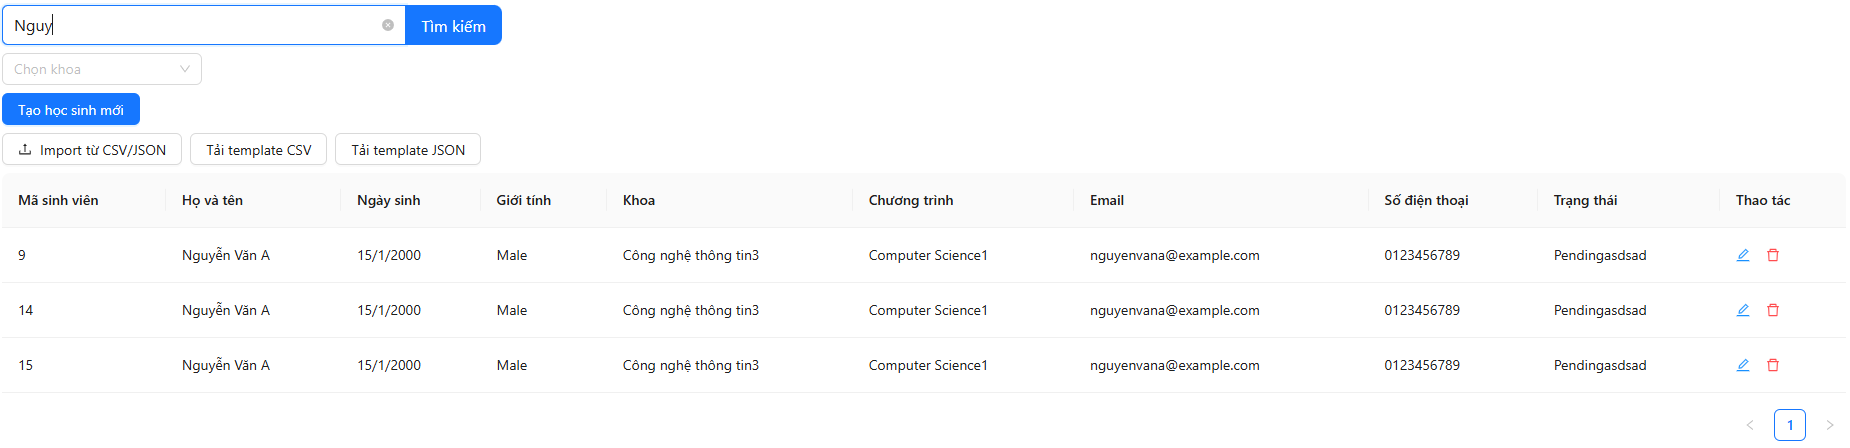 Nguy Tìm kiếm
Chọn khoa
Tạo học sinh mới
Import từ CSV/JSON Tải template CSV Tải template JSON
Mã sinh viên Họ và tên Ngày sinh Giới tính Khoa Chương trình Email Số điện thoại Trạng thái Thao tác
9 Nguyễn Văn A 15/1/2000 Male Công nghệ thông tin3 Computer Science1 nguyenvana@example.com 0123456789 Pendingasdsad
14 Nguyễn Văn A 15/1/2000 Male Công nghệ thông tin3 Computer Science1 nguyenvana@example.com 0123456789 Pendingasdsad
15 Nguyễn Văn A 15/1/2000 Male Công nghệ thông tin3 Computer Science1 nguyenvana@example.com 0123456789 Pendingasdsad
1